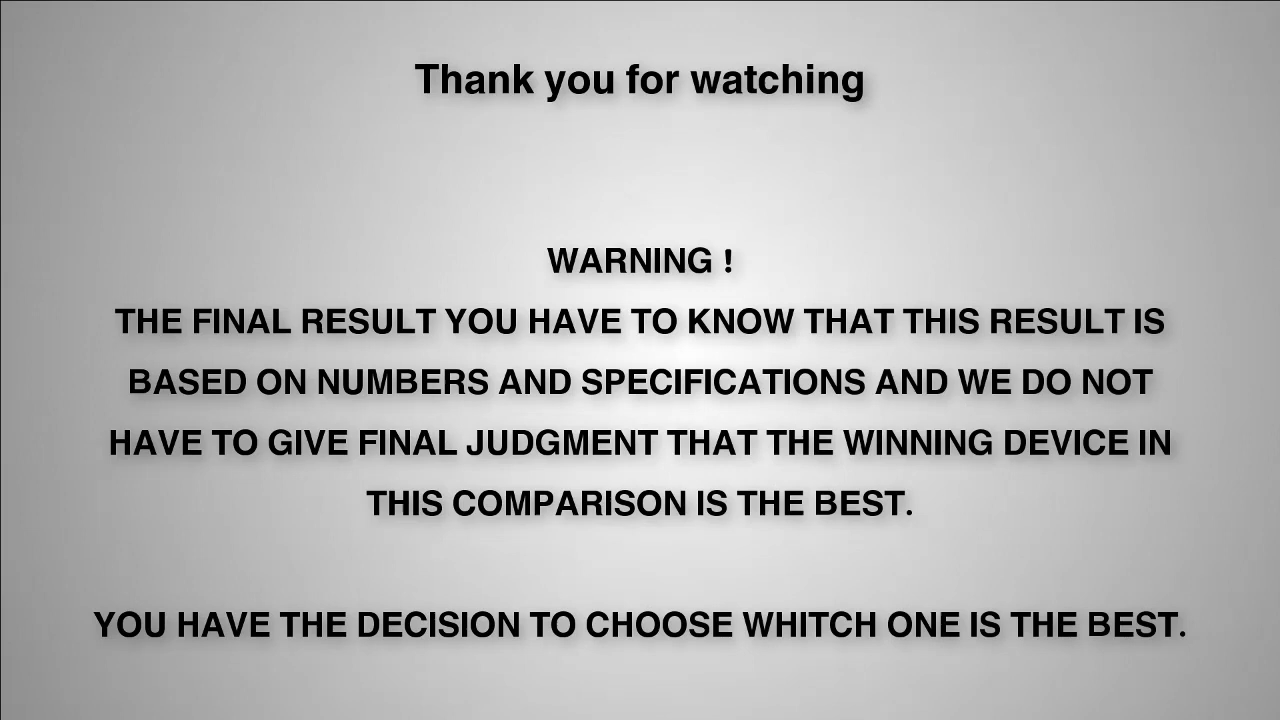 Thank you for watching
WARNING !
THE FINAL RESULT YOU HAVE TO KNOW THAT THIS RESULT IS
BASED ON NUMBERS AND SPECIFICATIONS AND WE DO NOT
HAVE TO GIVE FINAL JUDGMENT THAT THE WINNING DEVICE IN
THIS COMPARISON IS THE BEST.
YOU HAVE THE DECISION TO CHOOSE WHITCH ONE IS THE BEST.